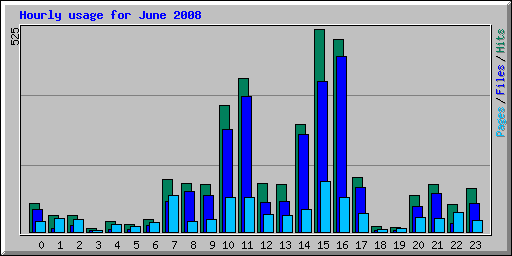 Hourly usage for June 2008
525
Pages/Files/Hits
0 1 2 3 4 5 6 7 8 9 10 11 12 13 14 15 16 17 18 19 20 21 22 23